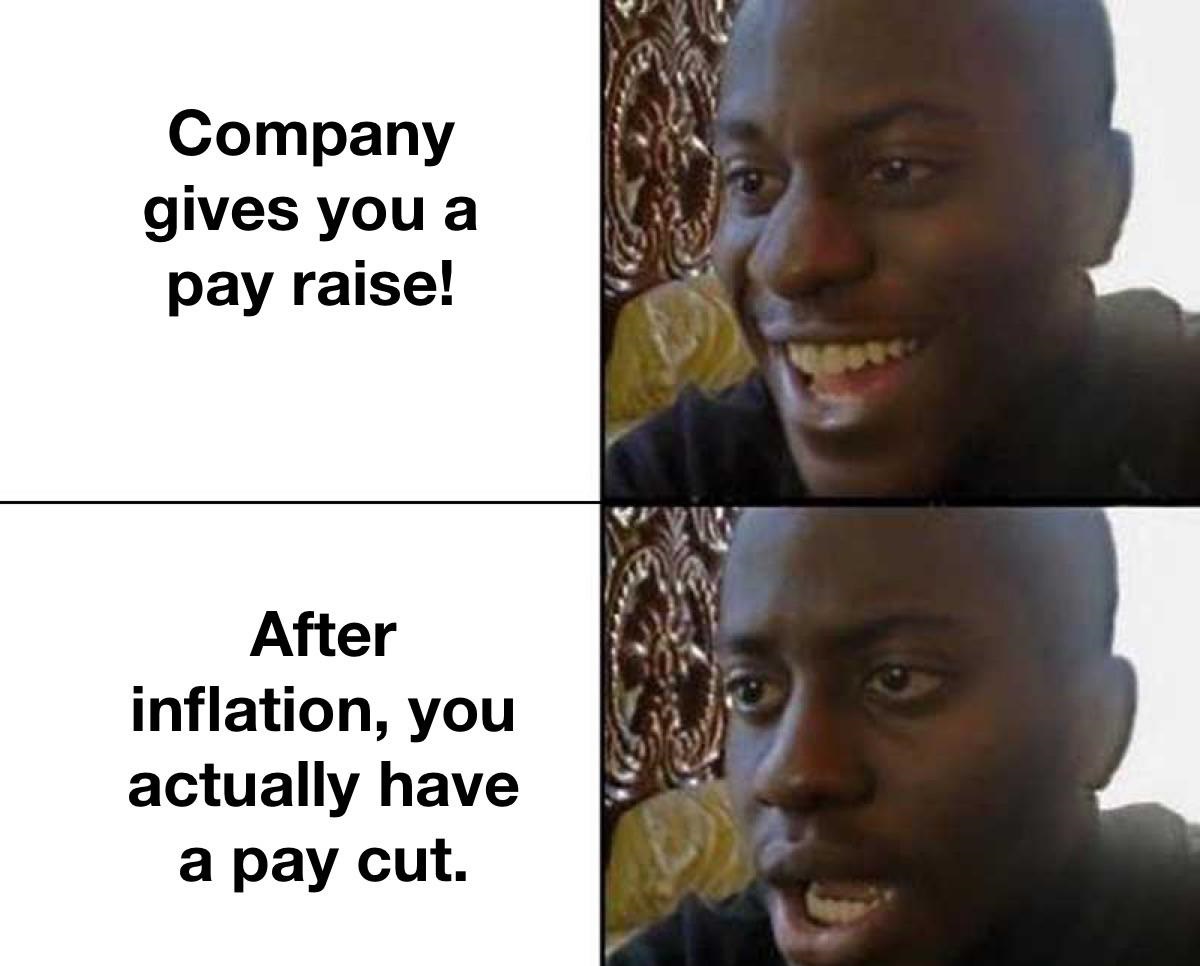 Company
gives you a
pay raise!
After
inflation, you
actually have
a pay cut.